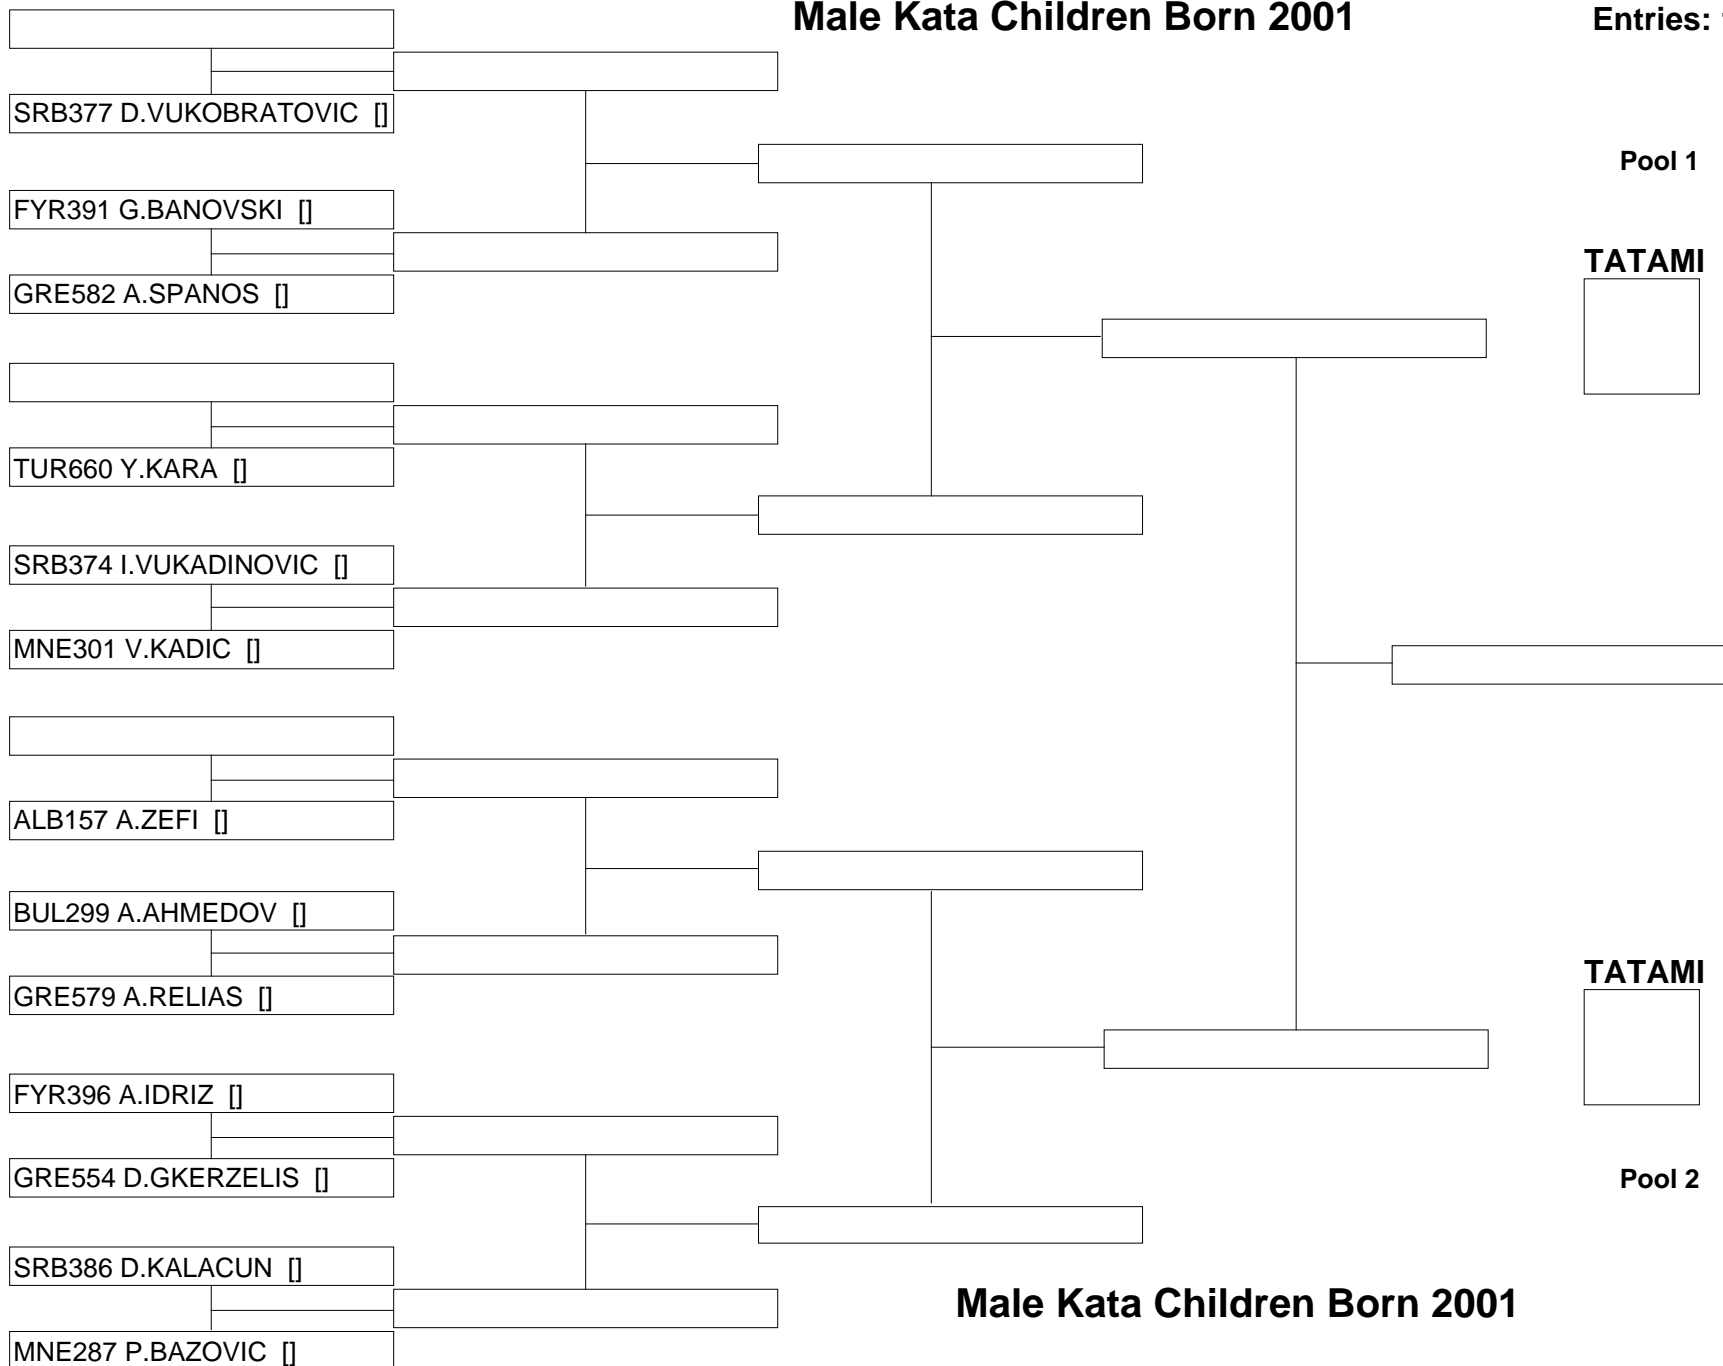 Male Kata Children Born 2001
Entries:
SRB377 D.VUKOBRATOVIC []
Pool 1
FYR391 G.BANOVSKI []
TATAMI
GRE582 A.SPANOS []
TUR660 Y.KARA []
SRB374 I.VUKADINOVIC []
MNE301 V.KADIC []
ALB157 A.ZEFI []
BUL299 A.AHMEDOV []
TATAMI
GRE579 A.RELIAS []
FYR396 A.IDRIZ []
GRE554 D.GKERZELIS []
Pool 2
SRB386 D.KALACUN []
Male Kata Children Born 2001
MNE287 P.BAZOVIC []